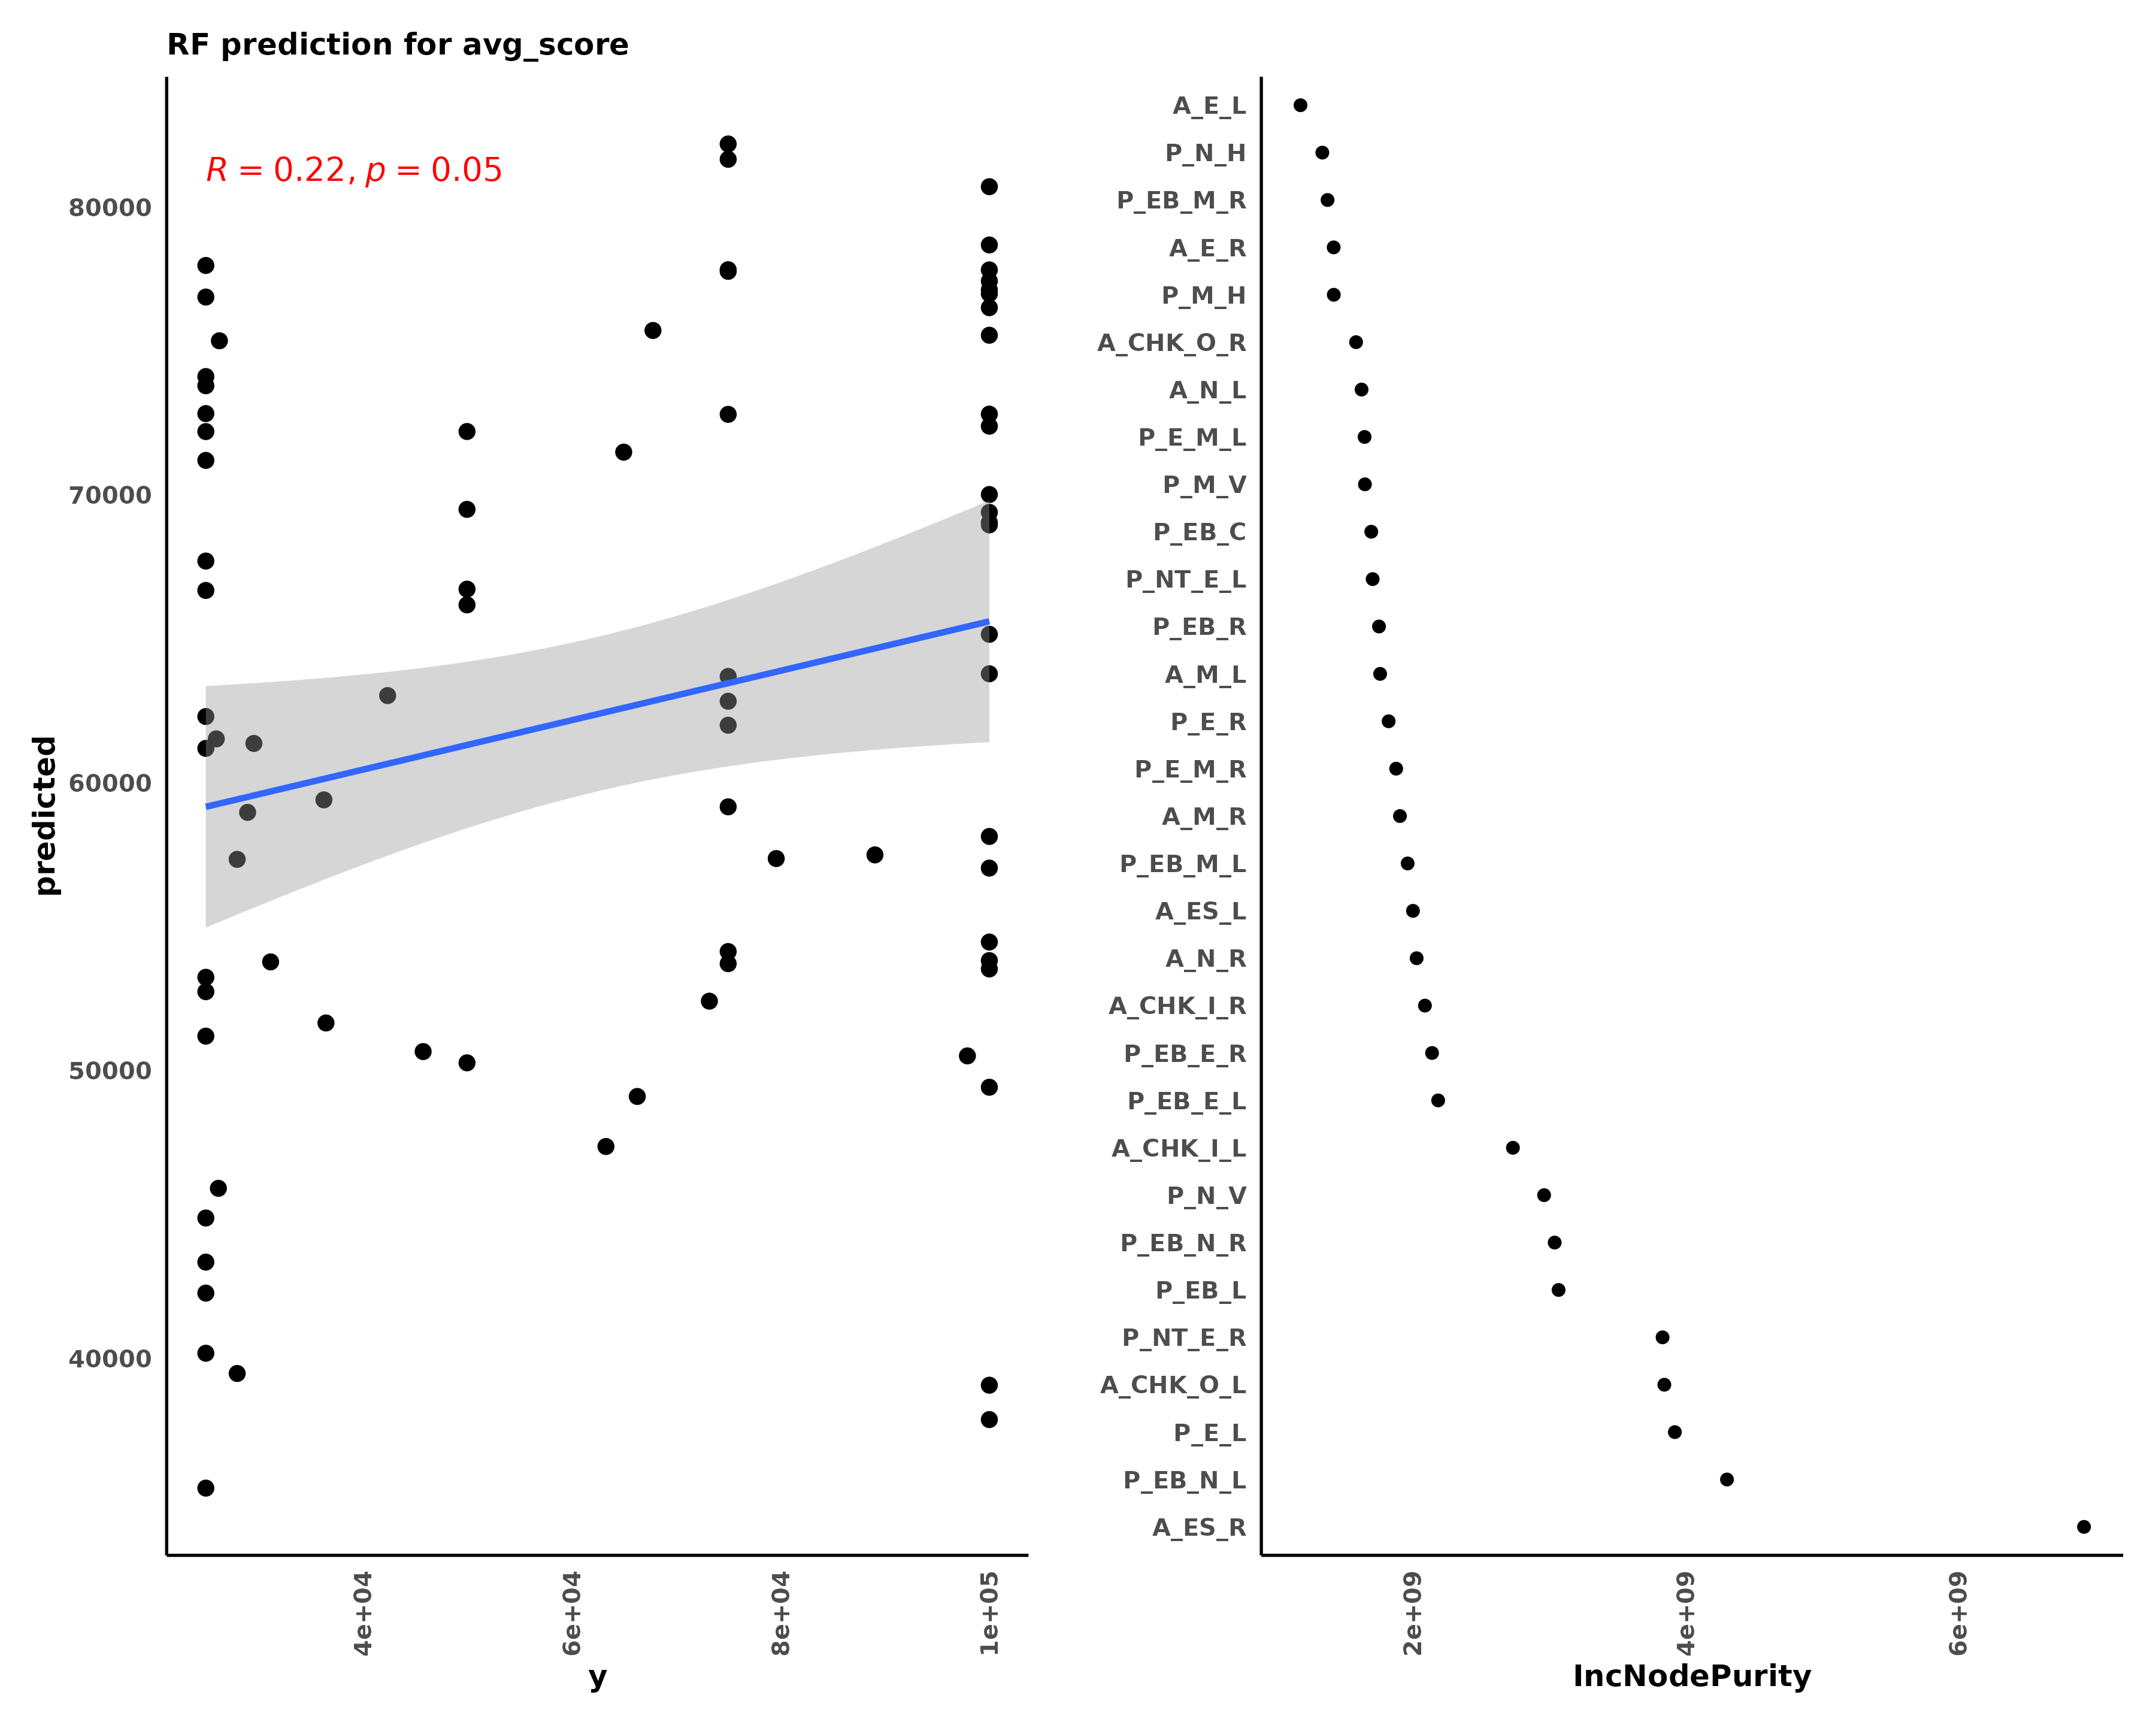 RF prediction for avg_score
R = 0.22, p = 0.05
80000
70000
60000
50000
40000
predicted
4e+04
6e+04
8e+04
1e+05
y
A_E_L
P_N_H
P_EB_M_R
A_E_R
P_M_H
A_CHK_O_R
A_N_L
P_E_M_L
P_M_V
P_EB_C
P_NT_E_L
P_EB_R
A_M_L
P_E_R
P_E_M_R
A_M_R
P_EB_M_L
A_ES_L
A_N_R
A_CHK_I_R
P_EB_E_R
P_EB_E_L
A_CHK_I_L
P_N_V
P_EB_N_R
P_EB_L
P_NT_E_R
A_CHK_O_L
P_E_L
P_EB_N_L
A_ES_R
2e+09
4e+09
6e+09
IncNodePurity